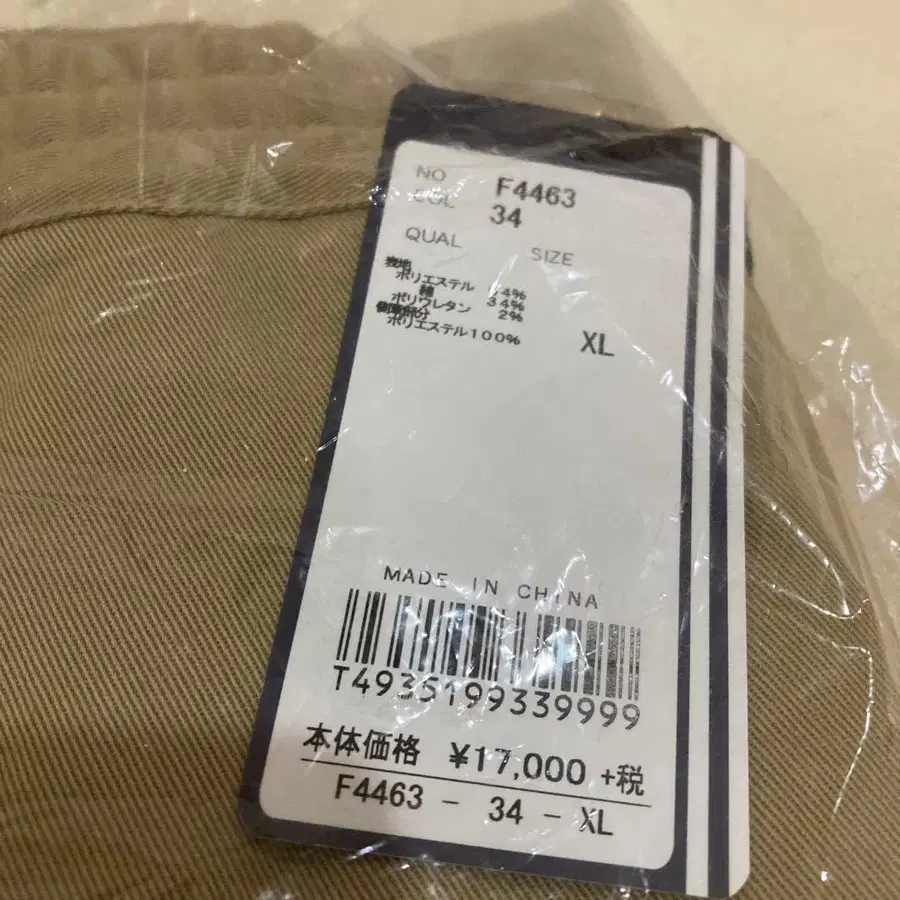 NO F4463
COL 34
QUAL SIZE
表地
ポリエステル 64%
綿 34%
ポリウレタン 2%
ポリエステル100%
XL
MADE IN CHINA
T4935199339999
本体価格 ¥17,000 +税
F4463 - 34 - XL